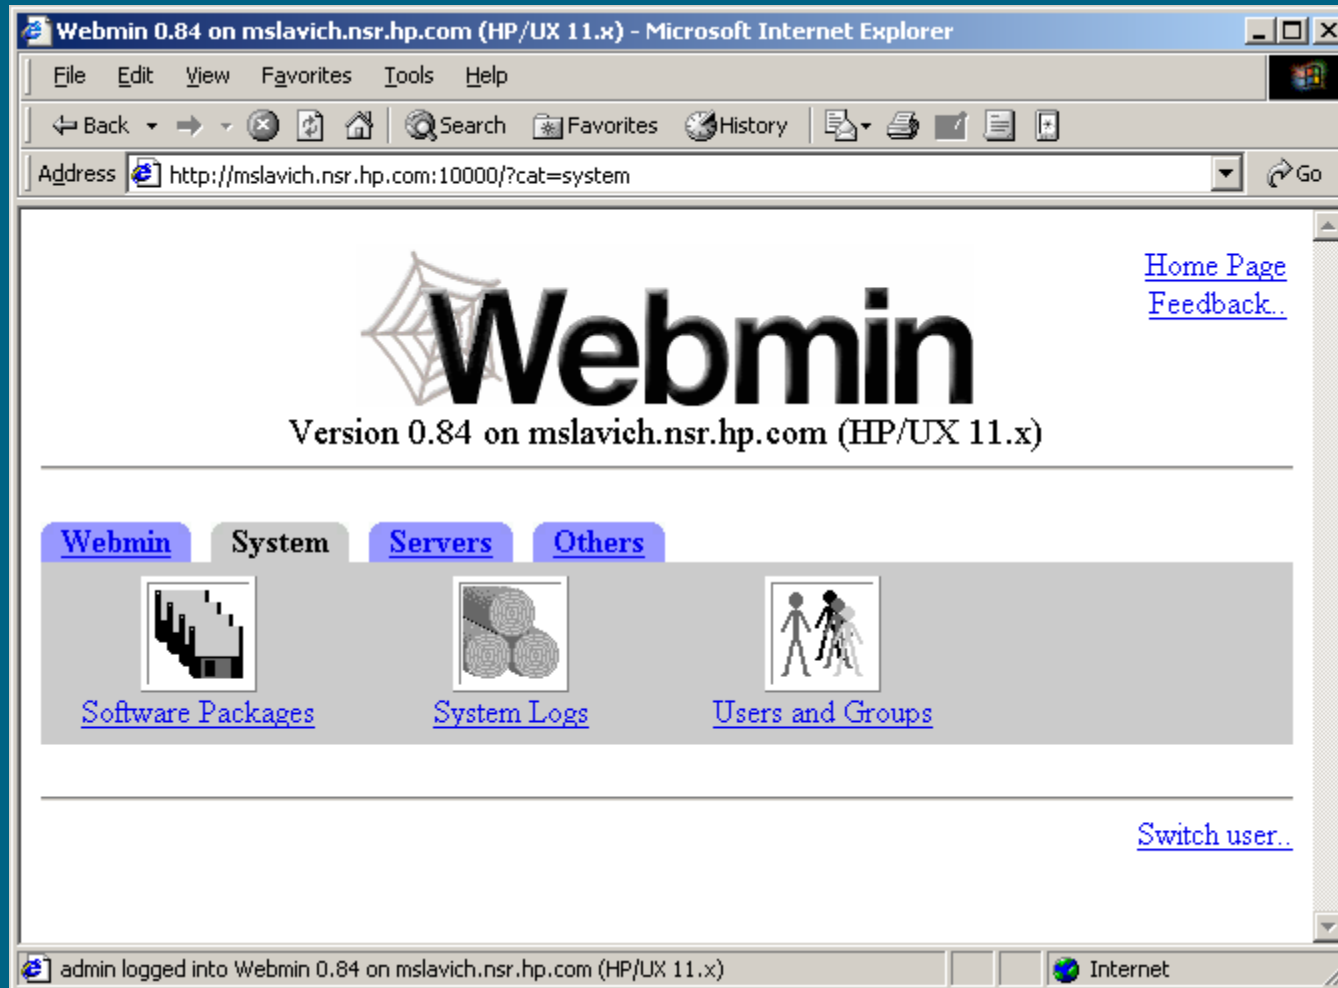 Webmin 0.84 on mslavich.nsr.hp.com (HP/UX 11.x) - Microsoft Internet Explorer
File Edit View Favorites Tools Help
Back Search Favorites History
Address http://mslavich.nsr.hp.com:10000/?cat=system Go
Home Page
Feedback..
Webmin
Version 0.84 on mslavich.nsr.hp.com (HP/UX 11.x)
Webmin System Servers Others
Software Packages System Logs Users and Groups
Switch user..
admin logged into Webmin 0.84 on mslavich.nsr.hp.com (HP/UX 11.x) Internet